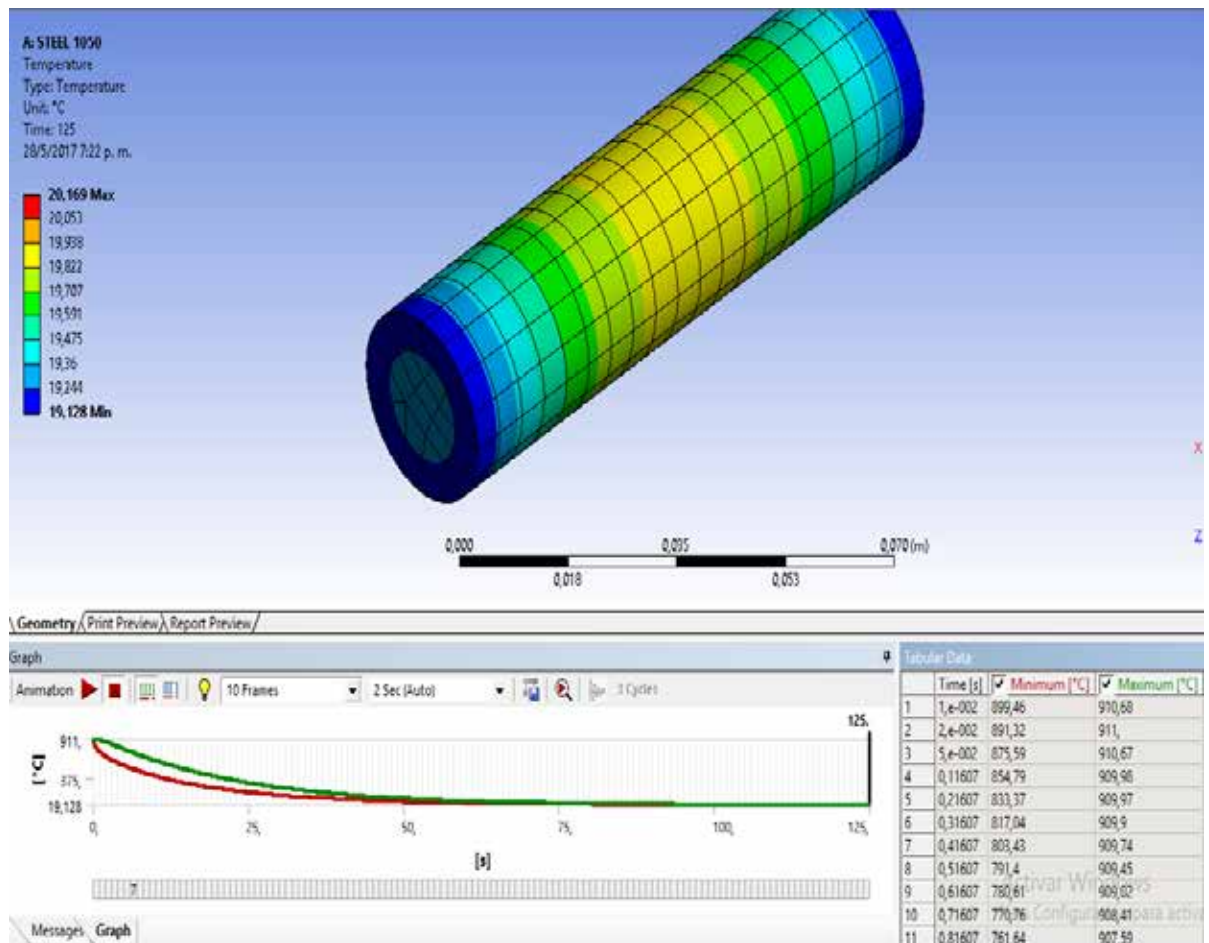 A: STEEL 1050
Temperature
Type: Temperature
Unit: °C
Time: 125
28/5/2017 7:22 p. m.
20,169 Max
20,053
19,938
19,822
19,707
19,591
19,475
19,36
19,244
19,128 Min
X
Z
0,000 0,035 0,070 (m)
0,018 0,053
Geometry Print Preview Report Preview
Graph
Animation 10 Frames 2 Sec (Auto) 3 Cycles
125,
911,
375,
19,128
[°C]
0, 25, 50, 75, 100, 125,
[s]
7
Messages Graph
Tabular Data
Time [s] Minimum [°C] Maximum [°C]
1 1,e-002 899,46 910,68
2 2,e-002 891,32 911,
3 5,e-002 875,59 910,67
4 0,11607 854,79 909,98
5 0,21607 833,37 909,97
6 0,31607 817,04 909,9
7 0,41607 803,43 909,74
8 0,51607 791,4 909,45
9 0,61607 780,61 909,02
10 0,71607 770,76 908,41
11 0,81607 761,64 907,59